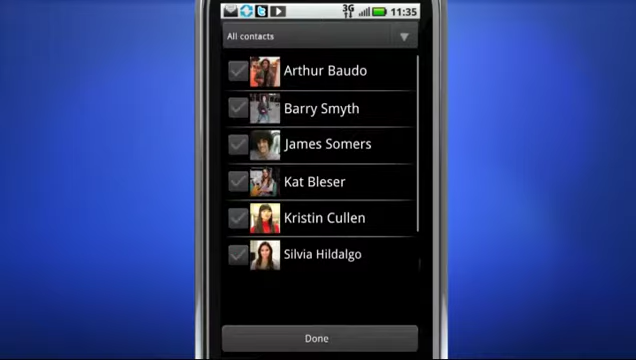 3G 11:35
All contacts
Arthur Baudo
Barry Smyth
James Somers
Kat Bleser
Kristin Cullen
Silvia Hildalgo
Done